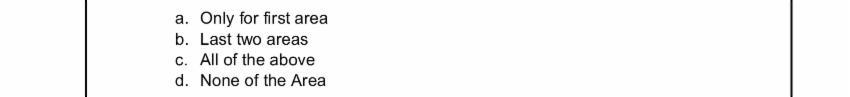 a. Only for first area
b. Last two areas
c. All of the above
d. None of the Area